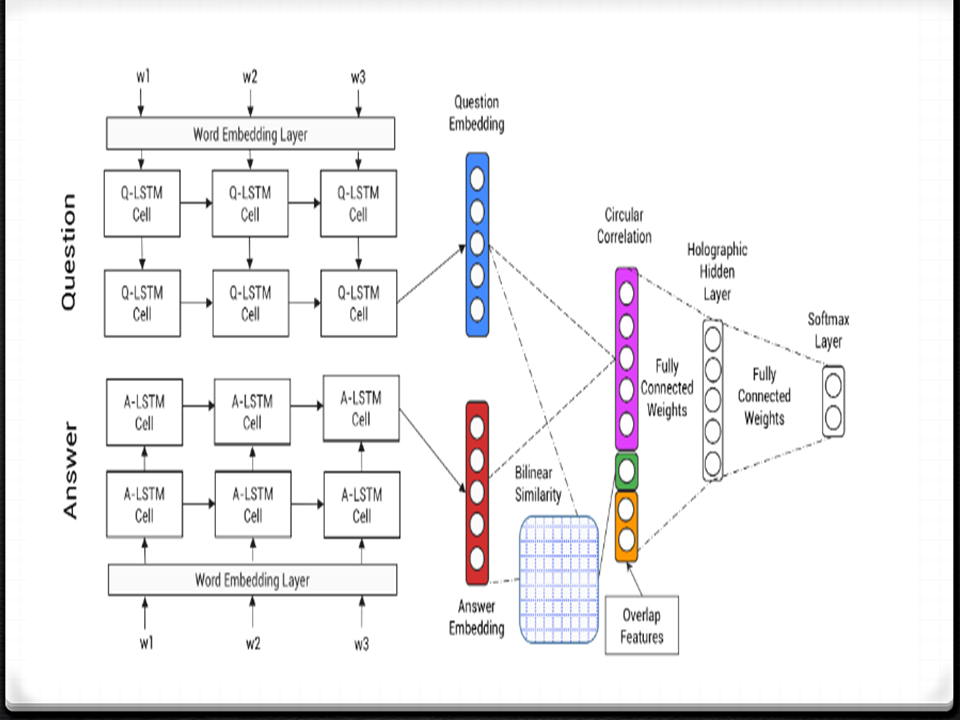 w1 w2 w3
Word Embedding Layer
Question
Q-LSTM Cell
Q-LSTM Cell
Q-LSTM Cell
Q-LSTM Cell
Q-LSTM Cell
Q-LSTM Cell
Answer
A-LSTM Cell
A-LSTM Cell
A-LSTM Cell
A-LSTM Cell
A-LSTM Cell
A-LSTM Cell
Word Embedding Layer
w1 w2 w3
Question
Embedding
Answer
Embedding
Bilinear
Similarity
Circular
Correlation
Overlap
Features
Fully
Connected
Weights
Holographic
Hidden
Layer
Fully
Connected
Weights
Softmax
Layer